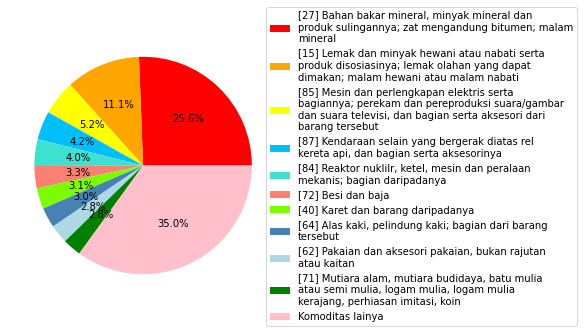 [27] Bahan bakar mineral, minyak mineral dan
produk sulingannya; zat mengandung bitumen; malam
mineral
[15] Lemak dan minyak hewani atau nabati serta
produk disosiasinya; lemak olahan yang dapat
dimakan; malam hewani atau malam nabati
[85] Mesin dan perlengkapan elektris serta
bagiannya; perekam dan pereproduksi suara/gambar
dan suara televisi, dan bagian serta aksesori dari
barang tersebut
[87] Kendaraan selain yang bergerak diatas rel
kereta api, dan bagian serta aksesorinya
[84] Reaktor nuklilr, ketel, mesin dan peralaan
mekanis; bagian daripadanya
[72] Besi dan baja
[40] Karet dan barang daripadanya
[64] Alas kaki, pelindung kaki; bagian dari barang
tersebut
[62] Pakaian dan aksesori pakaian, bukan rajutan
atau kaitan
[71] Mutiara alam, mutiara budidaya, batu mulia
atau semi mulia, logam mulia, logam mulia
kerajang, perhiasan imitasi, koin
Komoditas lainya
25.6%
11.1%
5.2%
4.2%
4.0%
3.3%
3.1%
3.0%
2.8%
2.8%
35.0%